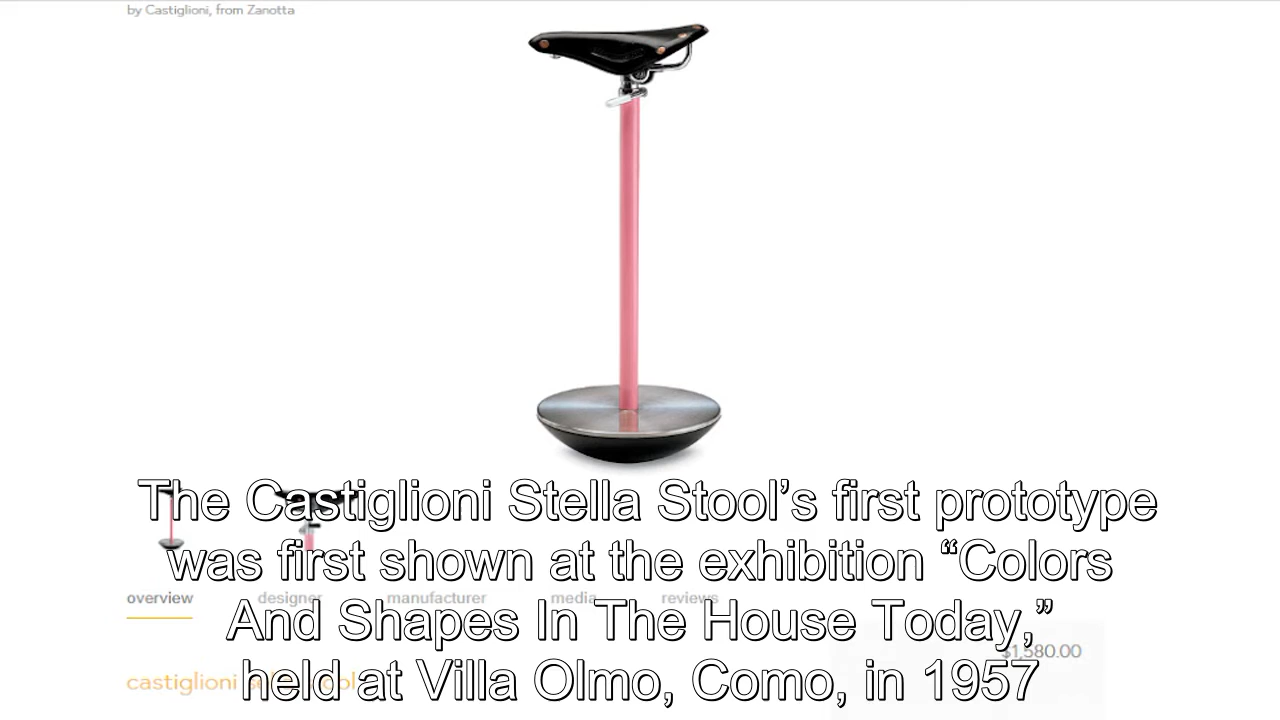 by Castiglioni, from Zanotta
The Castiglioni Stella Stool’s first prototype
was first shown at the exhibition “Colors
overview designer manufacturer media reviews
And Shapes In The House Today,”
$1,580.00
castiglioni
held at Villa Olmo, Como, in 1957